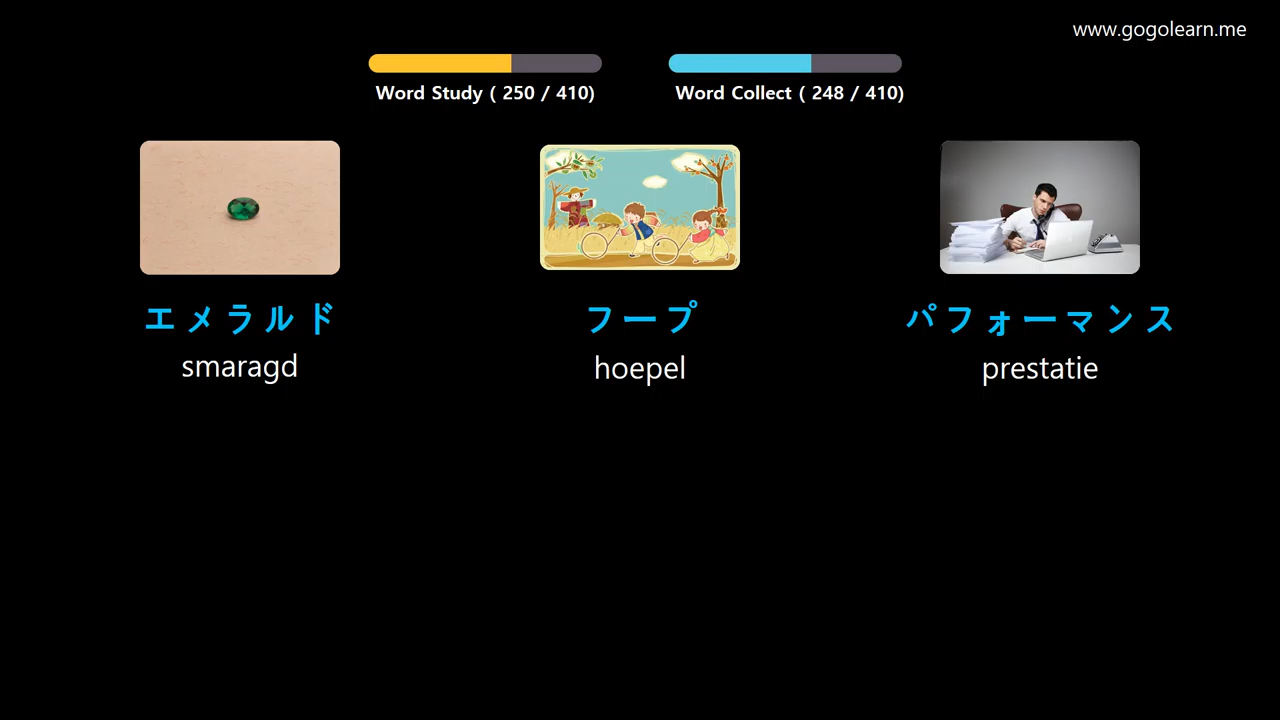 www.gogolearn.me
Word Study ( 250 / 410)
Word Collect ( 248 / 410)
エメラルド
smaragd
フープ
hoepel
パフォーマンス
prestatie